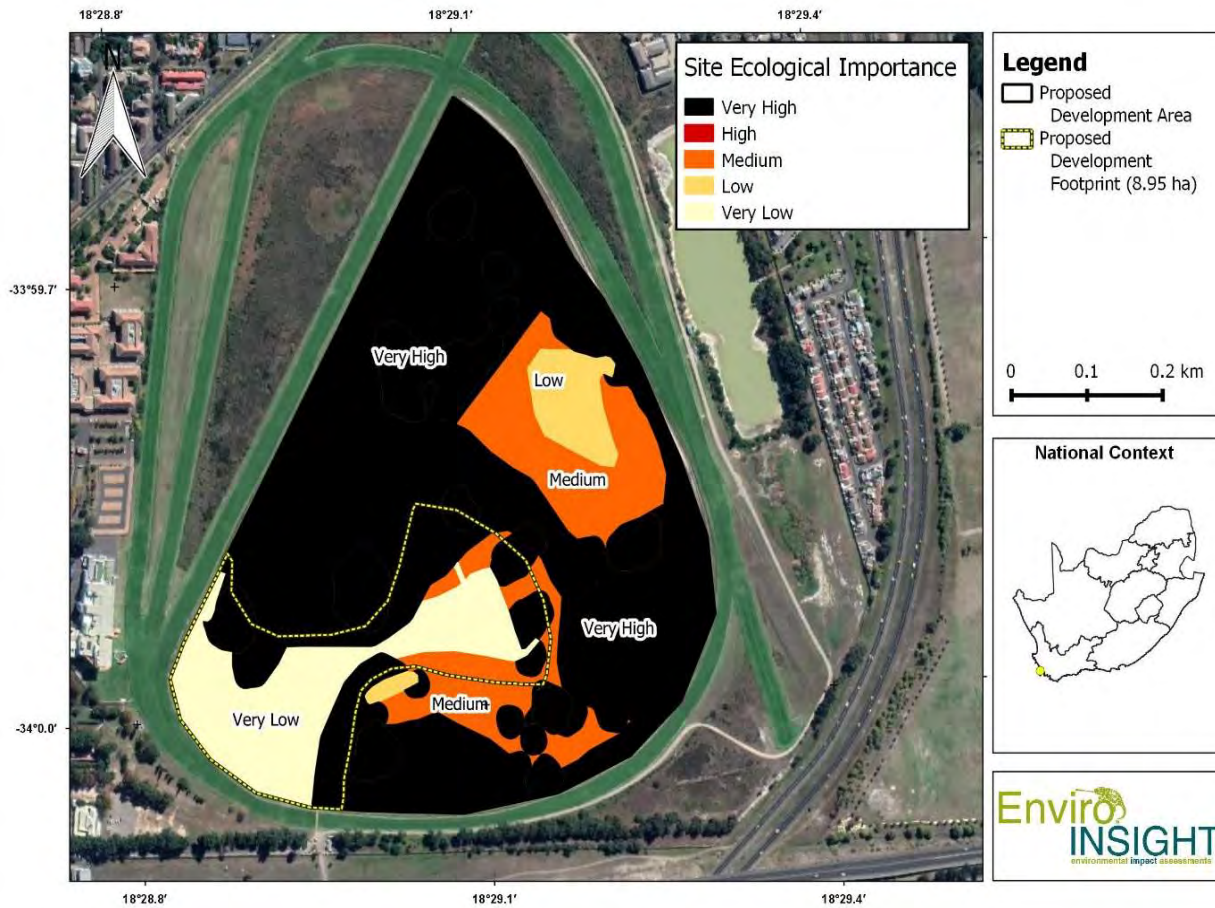 18°28.8'
18°29.1'
18°29.4'
N
Site Ecological Importance
Very High
High
Medium
Low
Very Low
Legend
Proposed
Development Area
Proposed
Development
Footprint (8.95 ha)
-33°59.7'
Very High
Low
0 0.1 0.2 km
Medium
National Context
Very High
Very Low
Medium
-34°0.0'
Enviro
INSIGHT
environmental impact assessments
18°28.8'
18°29.1'
18°29.4'